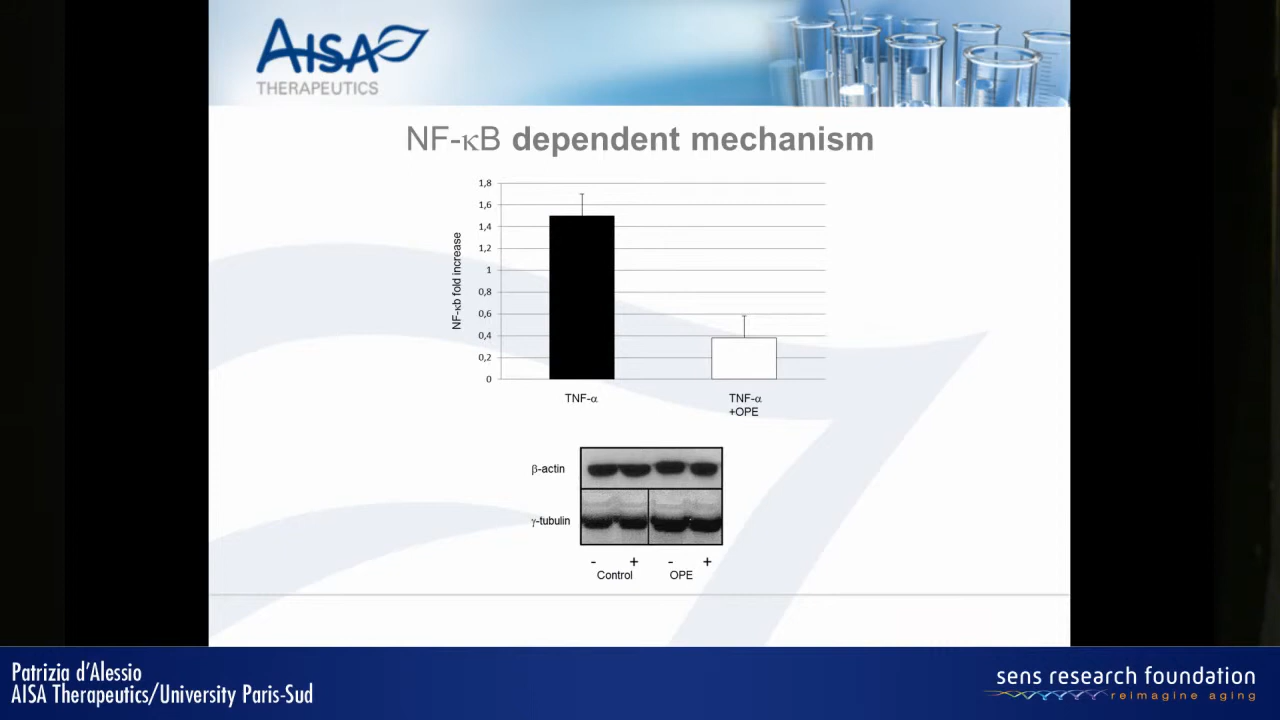 AISA
THERAPEUTICS
NF-κB dependent mechanism
NF-κb fold increase
1,8
1,6
1,4
1,2
1
0,8
0,6
0,4
0,2
0
TNF-α
TNF-α
+OPE
β-actin
γ-tubulin
- + - +
Control OPE
Patrizia d'Alessio
AISA Therapeutics/University Paris-Sud
sens research foundation
reimagine aging